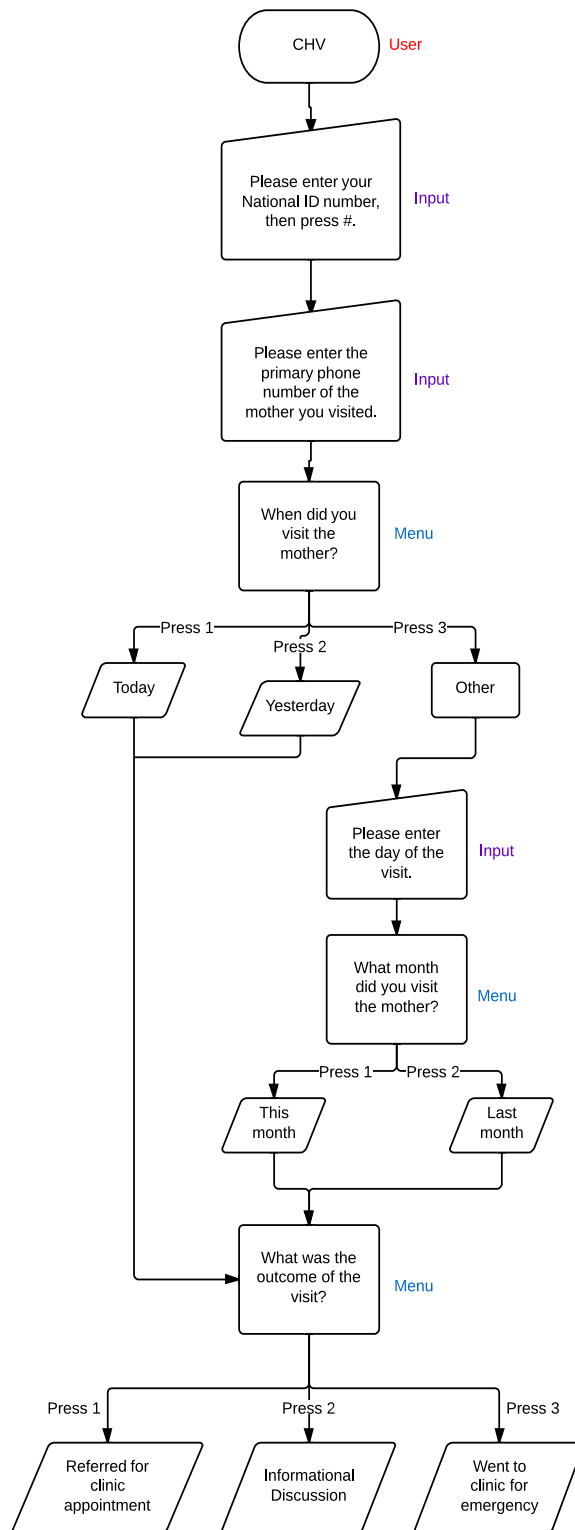 CHV
User
Please enter your
National ID number,
then press #.
Input
Please enter the
primary phone
number of the
mother you visited.
Input
When did you
visit the
mother?
Menu
Press 1
Press 2
Press 3
Today
Yesterday
Other
Please enter
the day of the
visit.
Input
What month
did you visit
the mother?
Menu
Press 1
Press 2
This
month
Last
month
What was the
outcome of the
visit?
Menu
Press 1
Press 2
Press 3
Referred for
clinic
appointment
Informational
Discussion
Went to
clinic for
emergency